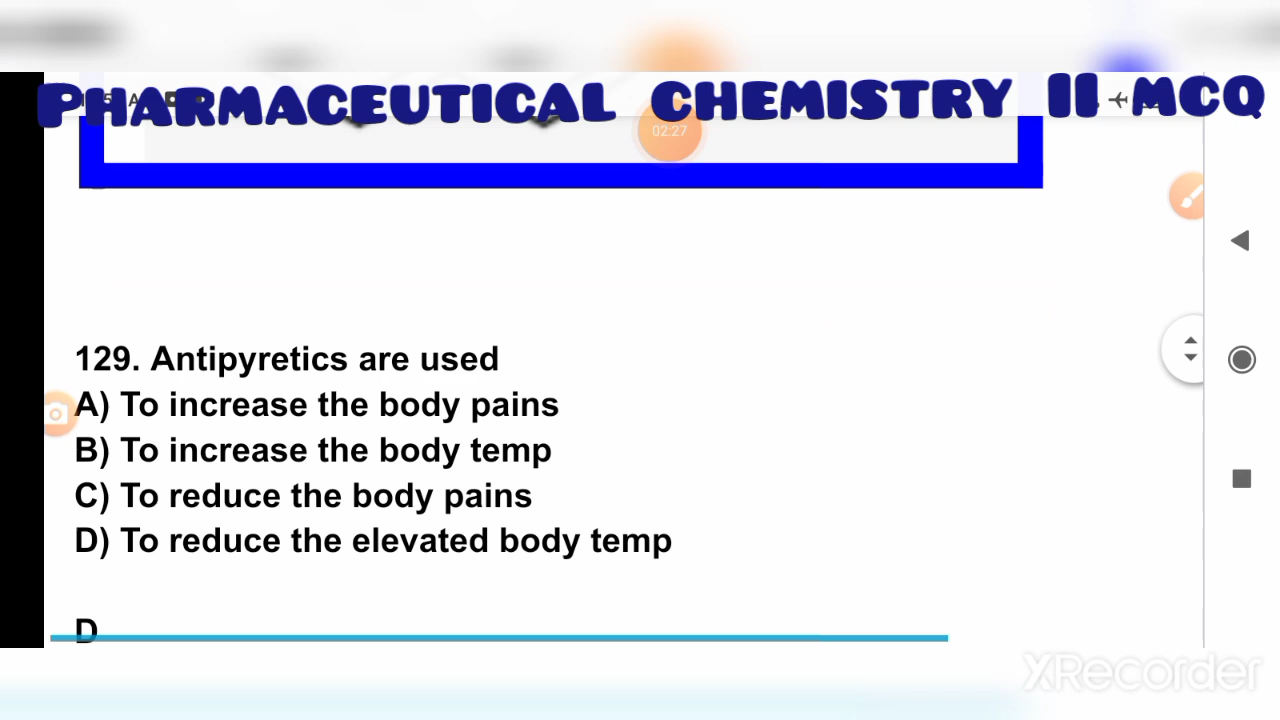 PHARMACEUTICAL CHEMISTRY II MCQ
02:27
129. Antipyretics are used
A) To increase the body pains
B) To increase the body temp
C) To reduce the body pains
D) To reduce the elevated body temp
D
XRecorder